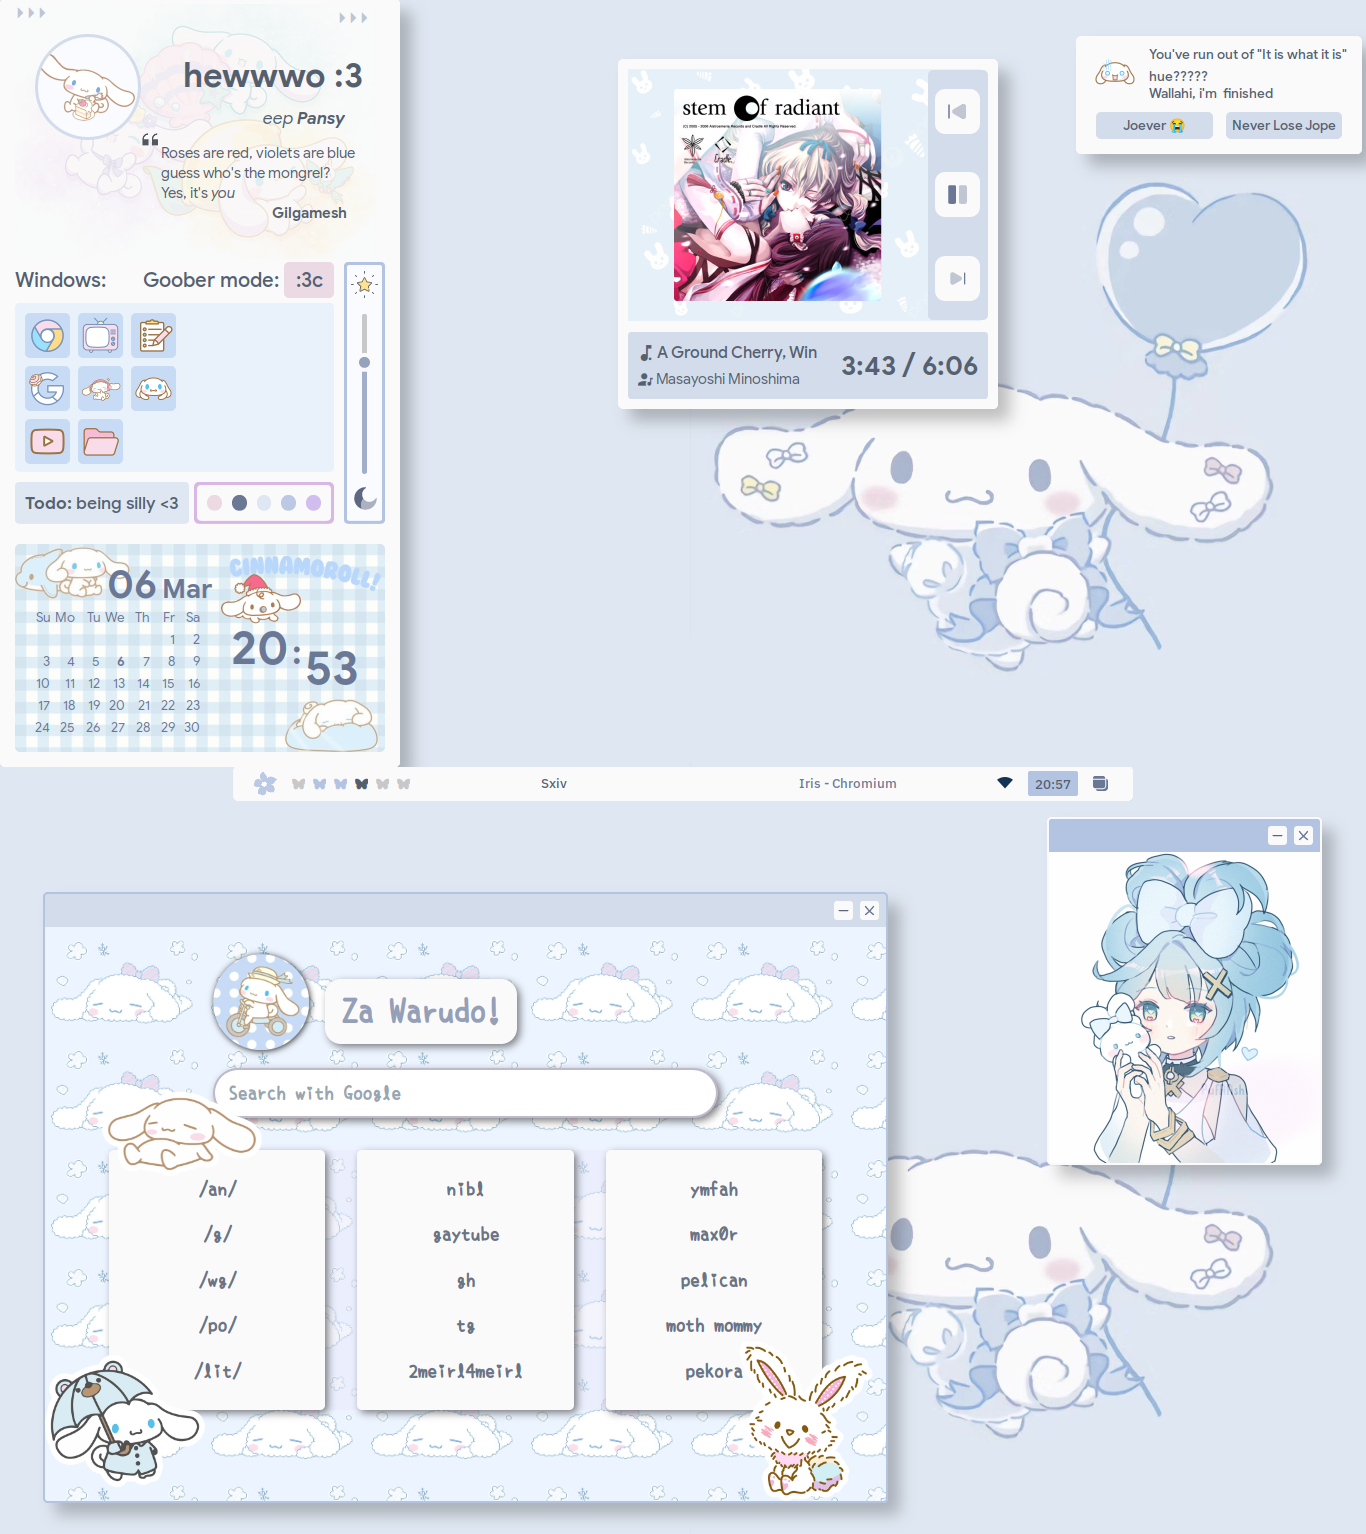 hewwwo :3
eep Pansy
❝
Roses are red, violets are blue
guess who's the mongrel?
Yes, it's you
Gilgamesh
Windows:
Goober mode: :3c
Todo: being silly <3
06 Mar
Su Mo Tu We Th Fr Sa
1 2
3 4 5 6 7 8 9
10 11 12 13 14 15 16
17 18 19 20 21 22 23
24 25 26 27 28 29 30
CINNAMOROLL!
20:53
stem of radiant
A Ground Cherry, Win
Masayoshi Minoshima
3:43 / 6:06
You've run out of "It is what it is"
hue?????
Wallahi, i'm finished
Joever 😭
Never Lose Jope
Sxiv
Iris - Chromium
20:57
Za Warudo!
Search with Google
/an/
/g/
/wg/
/po/
/lit/
nibl
gaytube
gh
tg
2meirl4meirl
ymfah
max0r
pelican
moth mommy
pekora